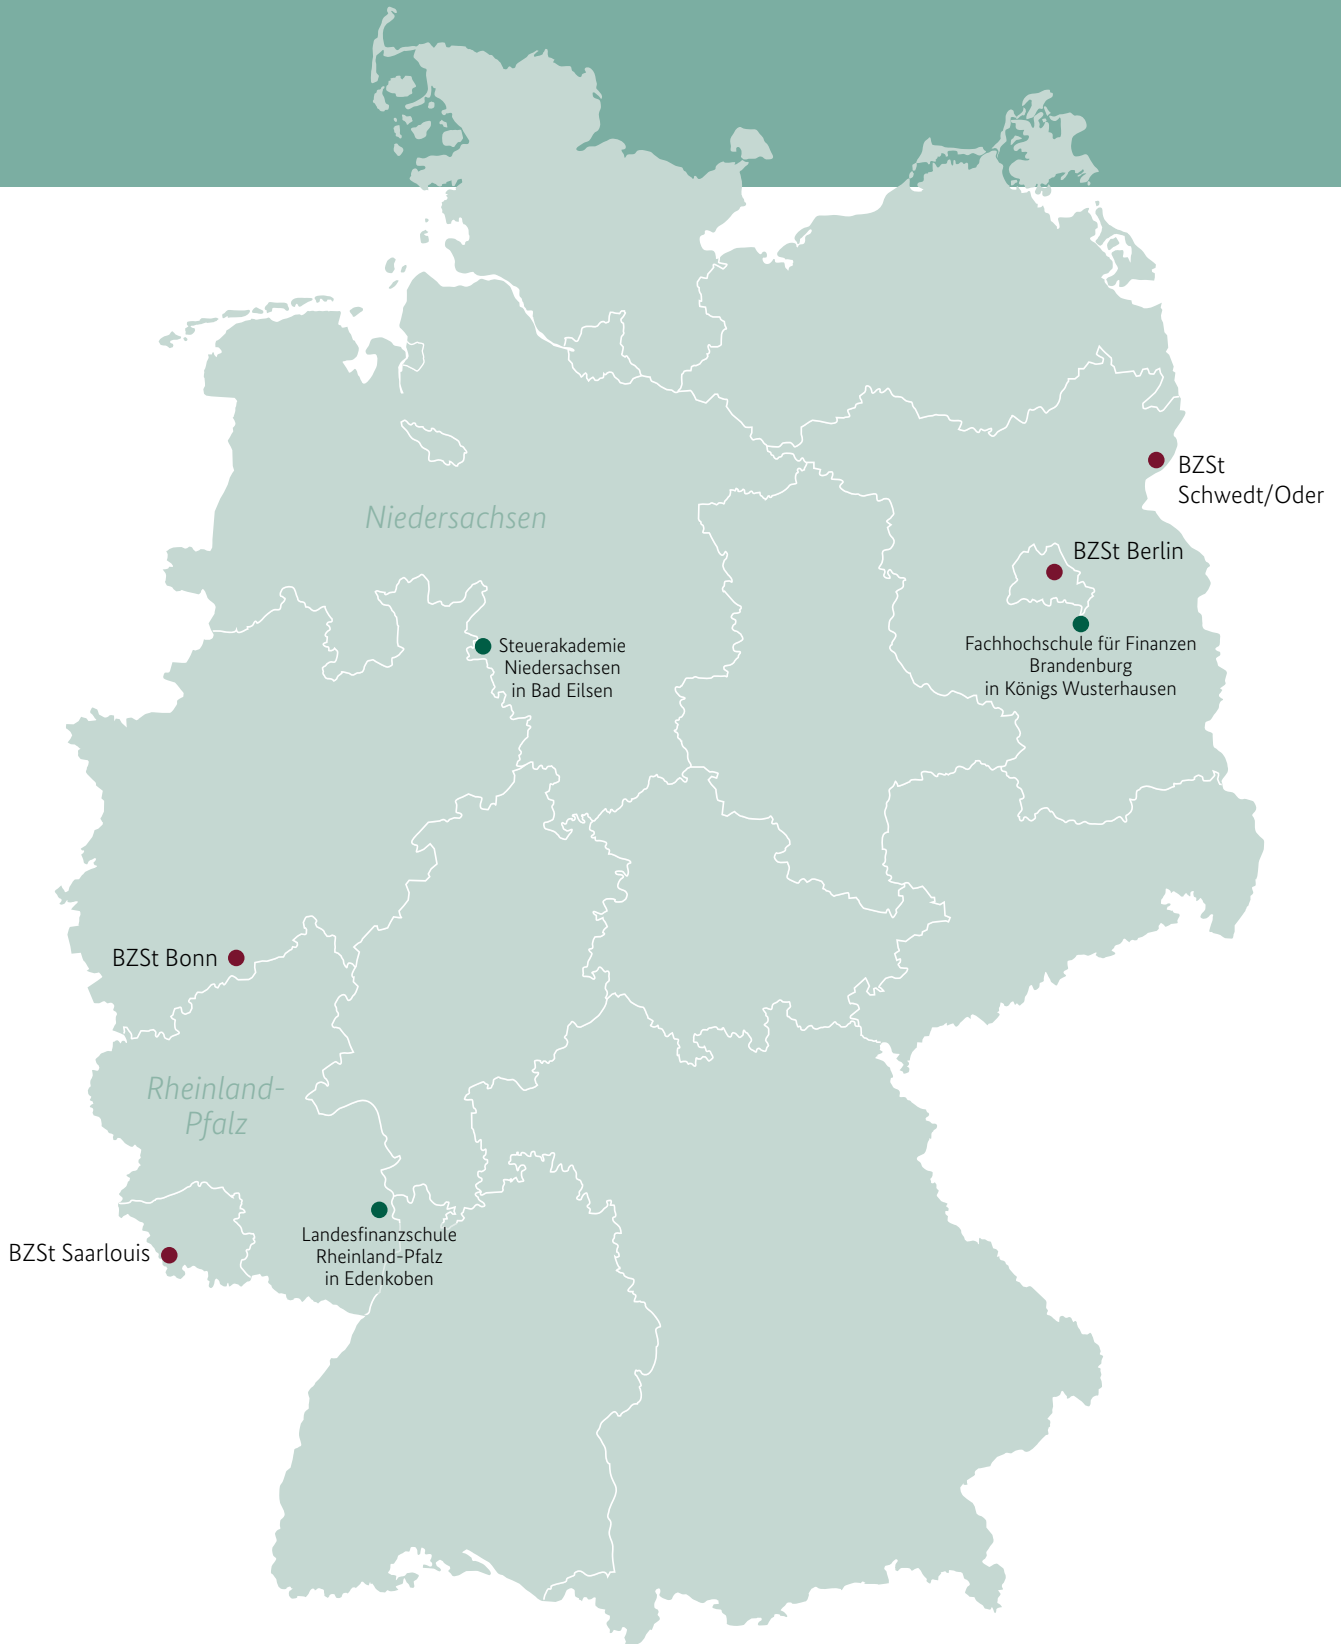 BZSt
Schwedt/Oder
Niedersachsen
BZSt Berlin
Steuerakademie
Niedersachsen
in Bad Eilsen
Fachhochschule für Finanzen
Brandenburg
in Königs Wusterhausen
BZSt Bonn
Rheinland-
Pfalz
Landesfinanzschule
Rheinland-Pfalz
in Edenkoben
BZSt Saarlouis